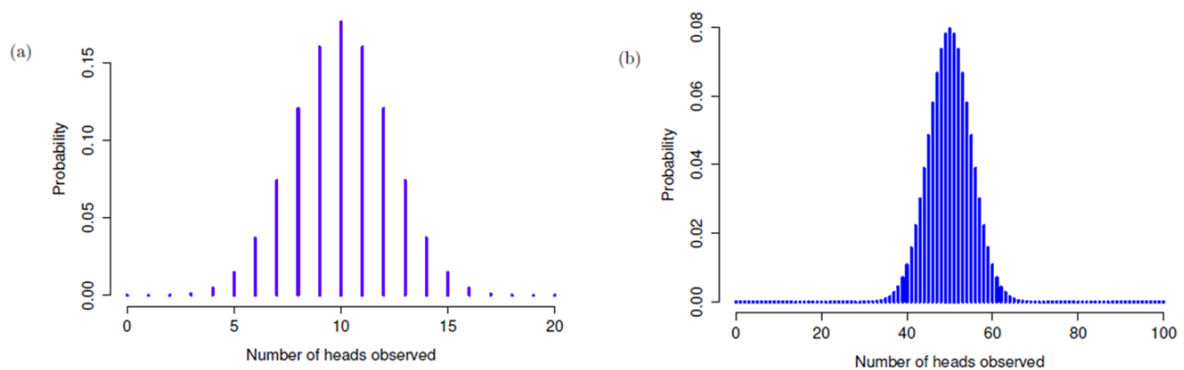 (a)
Probability
0.00 0.05 0.10 0.15
0 5 10 15 20
Number of heads observed
(b)
Probability
0.00 0.02 0.04 0.06 0.08
0 20 40 60 80 100
Number of heads observed